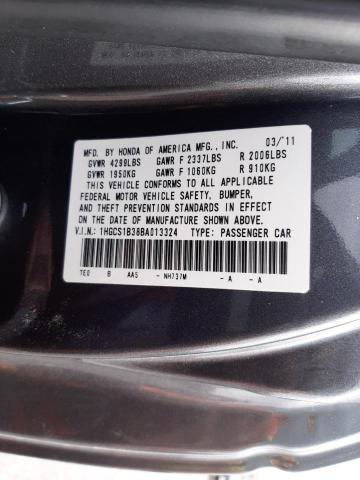 MFD. BY HONDA OF AMERICA MFG., INC. 03/'11
GVWR 4299LBS GAWR F 2337LBS R 2006LBS
GVWR 1950KG GAWR F 1060KG R 910KG
THIS VEHICLE CONFORMS TO ALL APPLICABLE
FEDERAL MOTOR VEHICLE SAFETY, BUMPER,
AND THEFT PREVENTION STANDARDS IN EFFECT
ON THE DATE OF MANUFACTURE SHOWN ABOVE.
V.I.N.: 1HGCS1B38BA013324 TYPE: PASSENGER CAR
TE0 B AA5 - NH737M - A - A